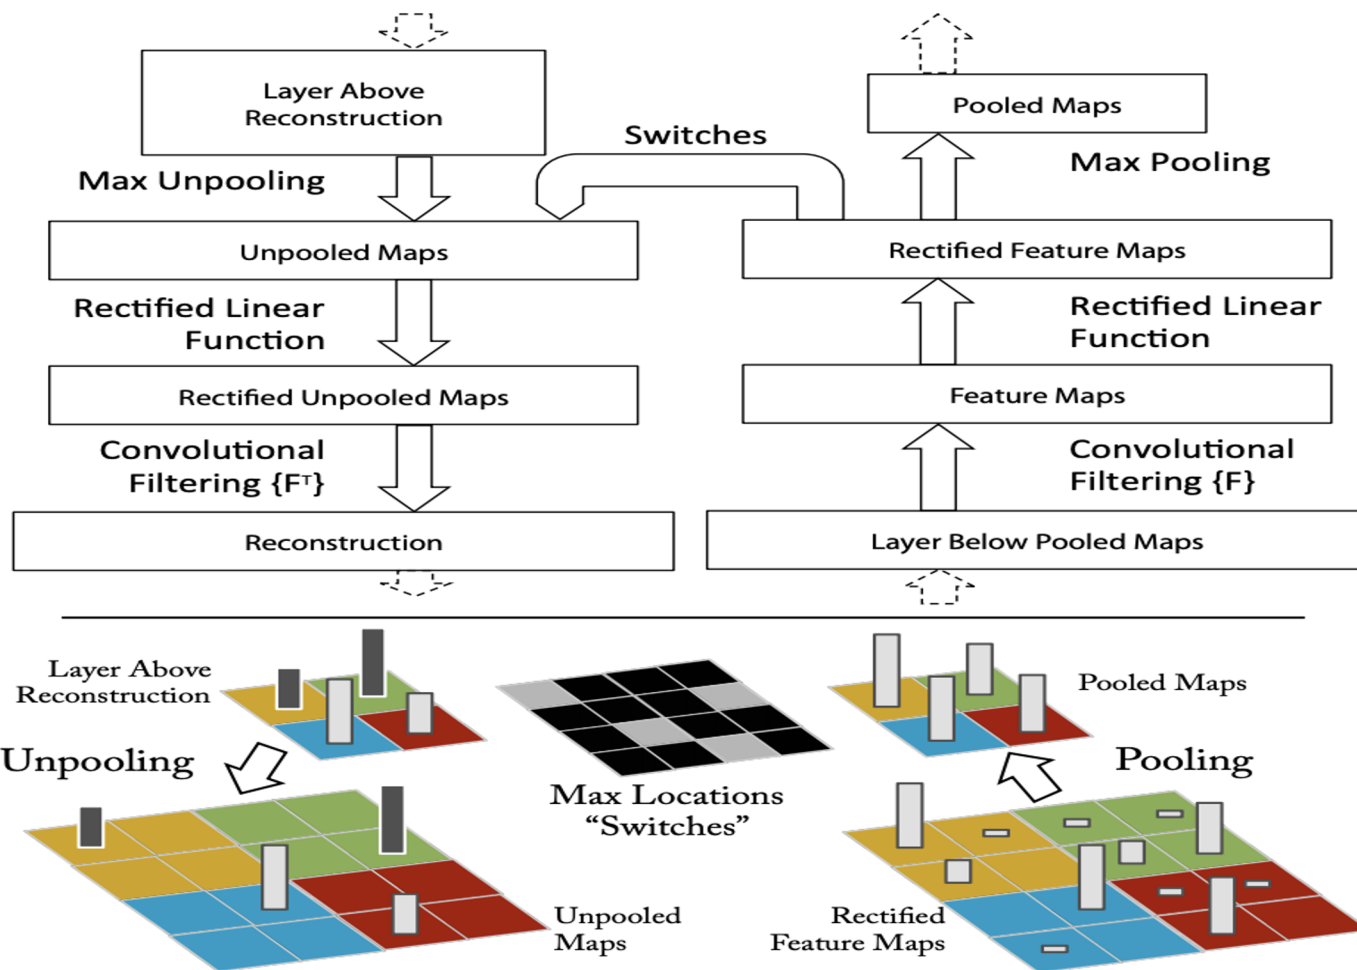 Layer Above
Reconstruction
Pooled Maps
Switches
Max Unpooling
Max Pooling
Unpooled Maps
Rectified Feature Maps
Rectified Linear
Function
Rectified Linear
Function
Rectified Unpooled Maps
Feature Maps
Convolutional
Filtering {Fᵀ}
Convolutional
Filtering {F}
Reconstruction
Layer Below Pooled Maps
Layer Above
Reconstruction
Pooled Maps
Unpooling
Pooling
Max Locations
“Switches”
Unpooled
Maps
Rectified
Feature Maps